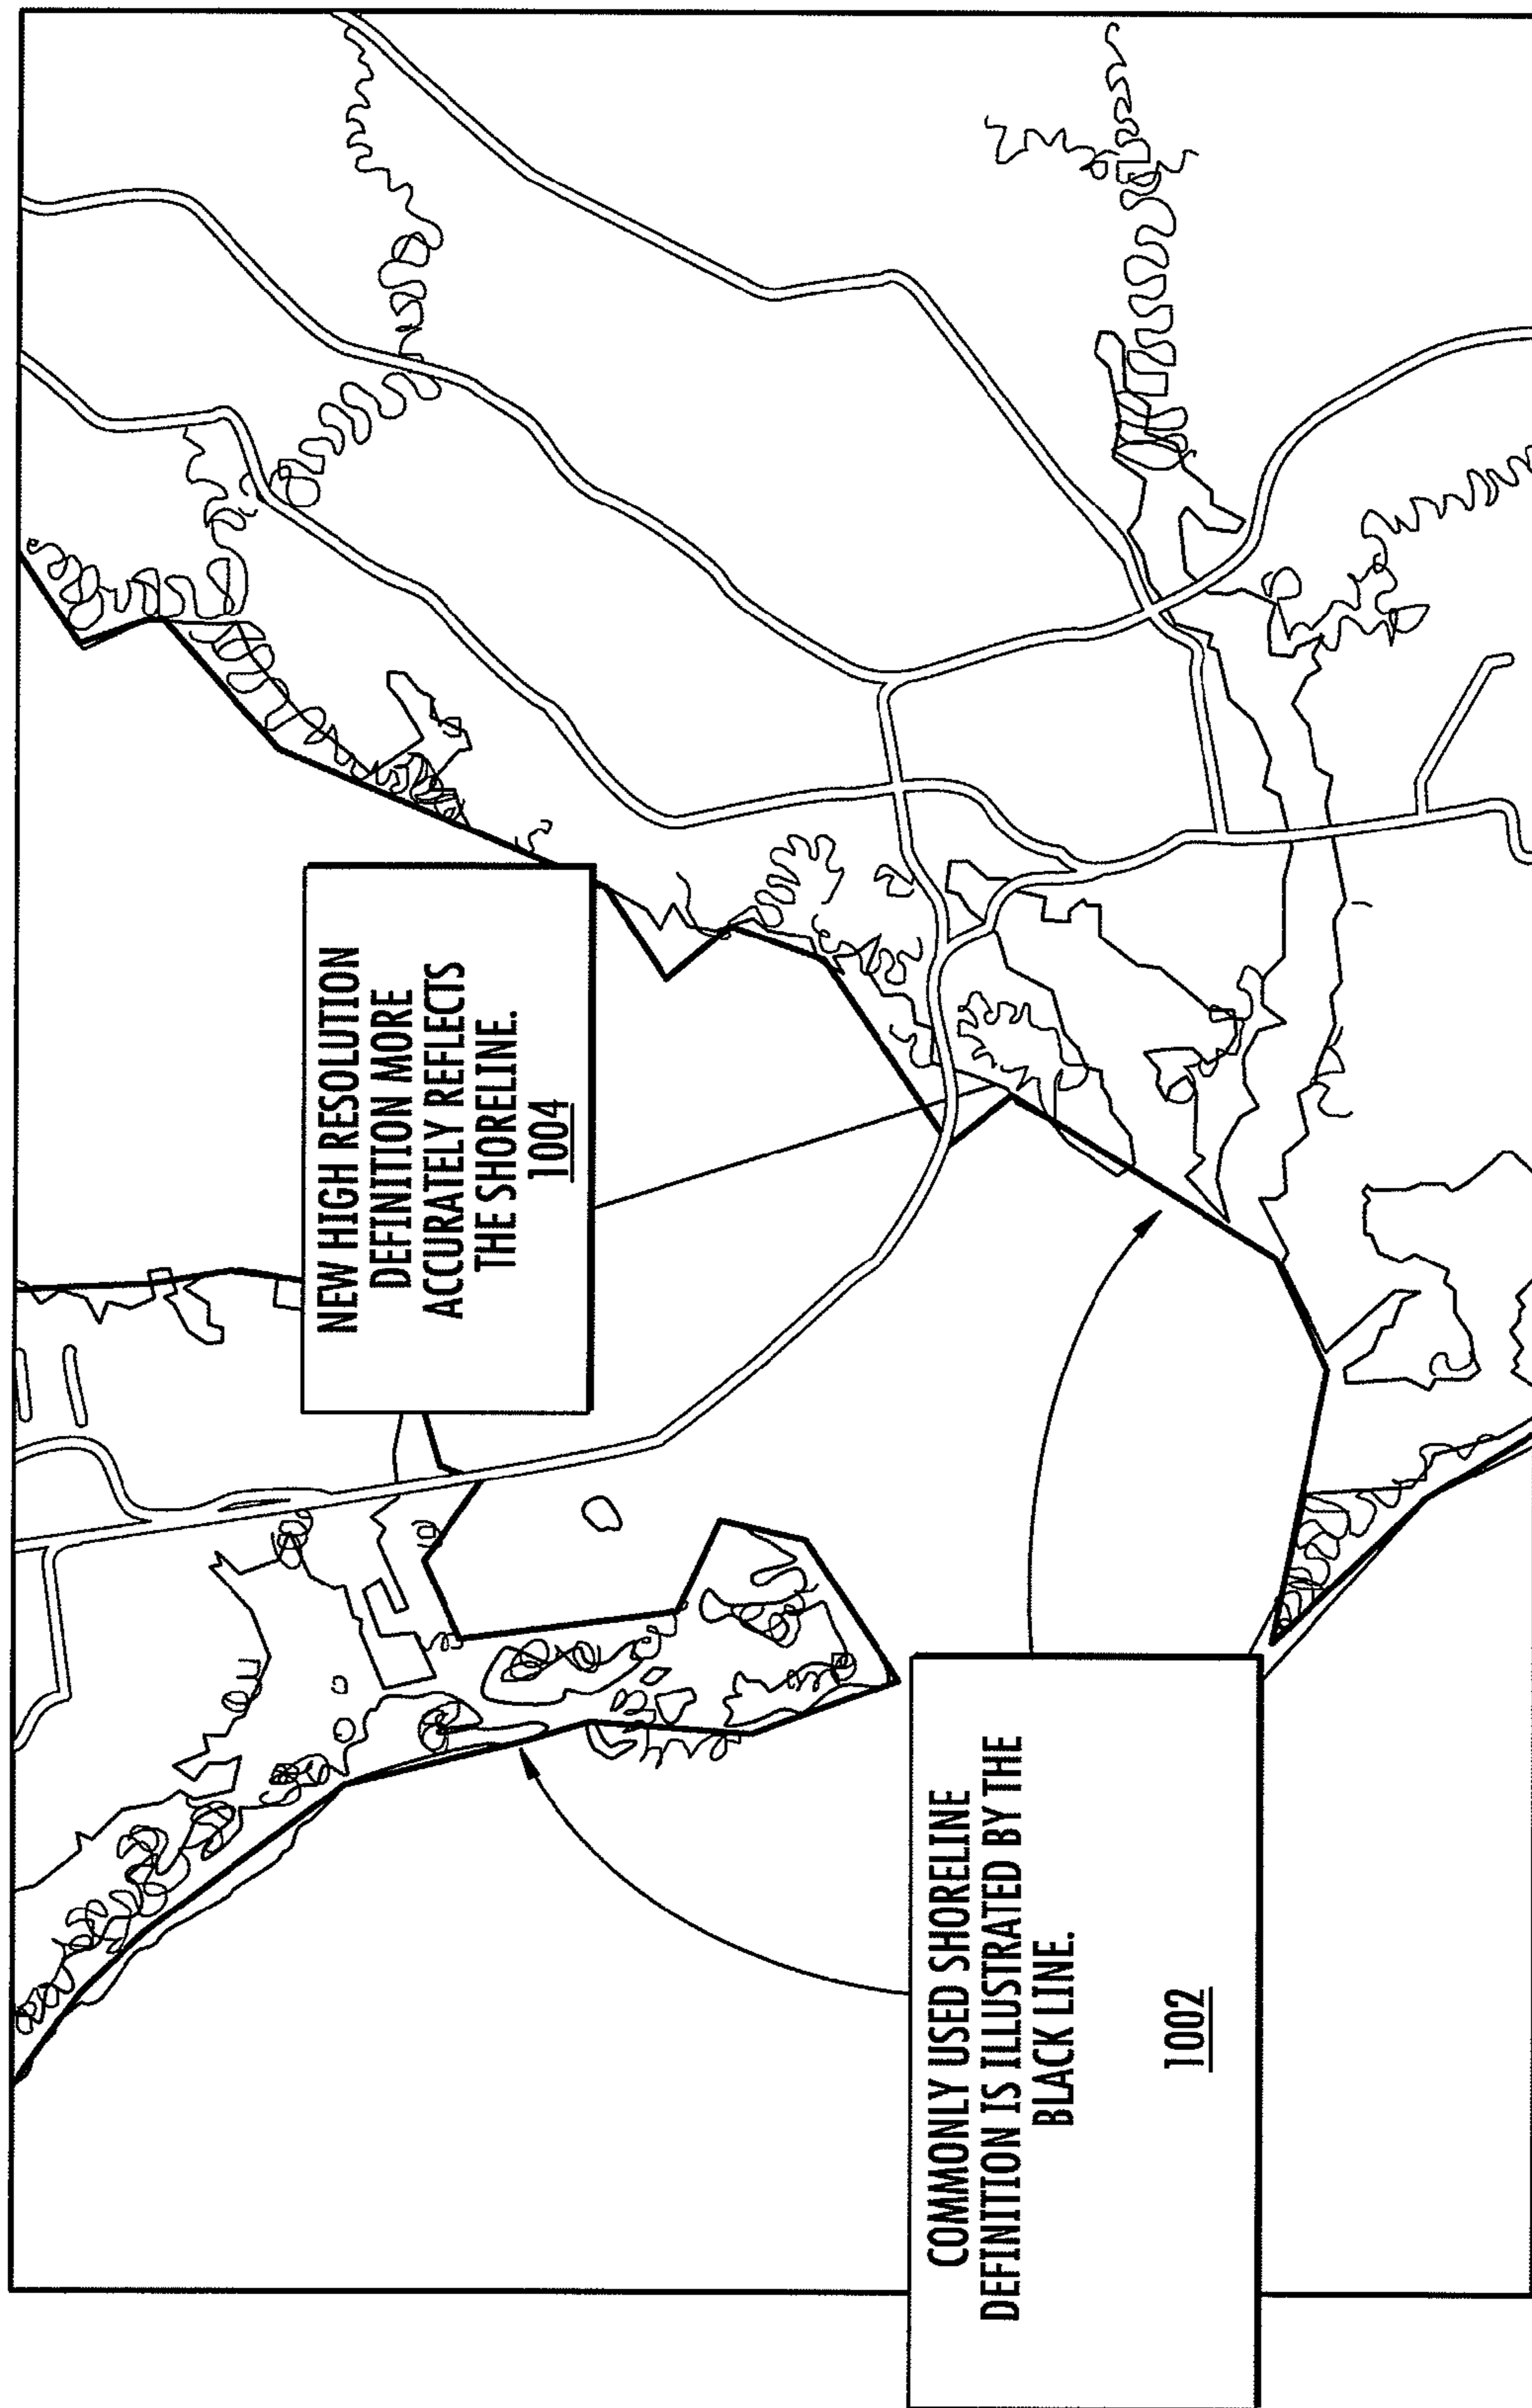 NEW HIGH RESOLUTION
DEFINITION MORE
ACCURATELY REFLECTS
THE SHORELINE.
1004
COMMONLY USED SHORELINE
DEFINITION IS ILLUSTRATED BY THE
BLACK LINE.
1002